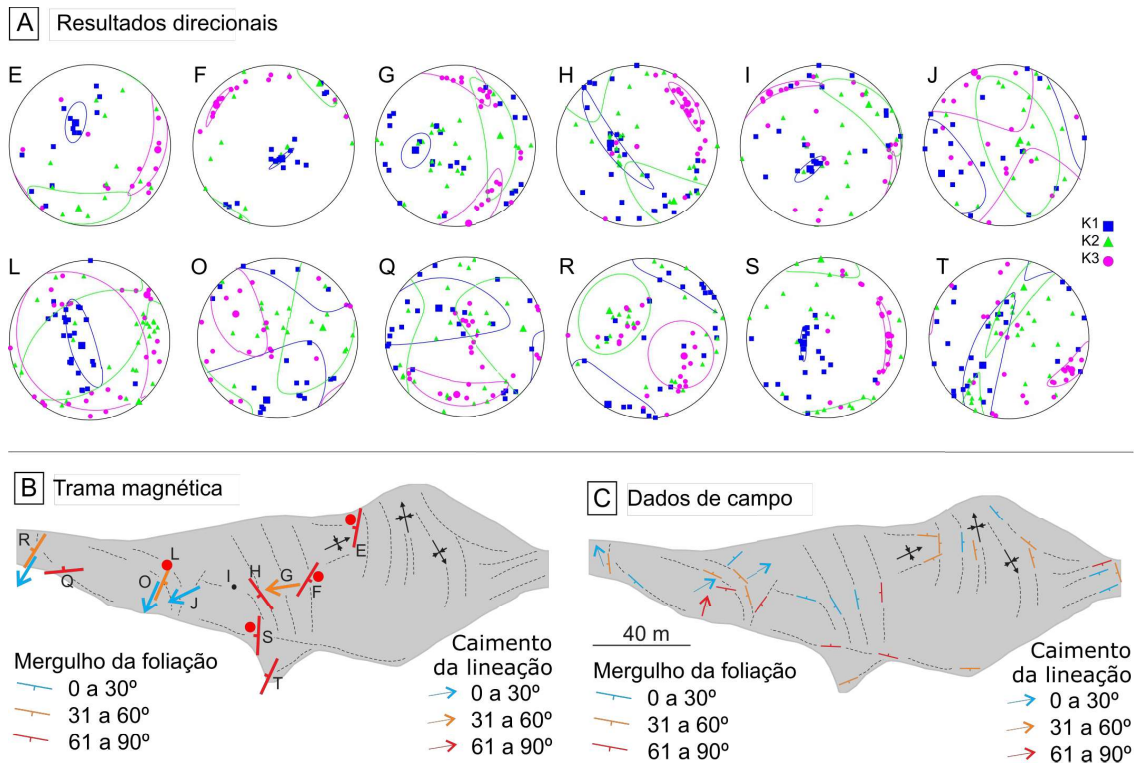 A Resultados direcionais
E F G H I J
K1
K2
K3
L O Q R S T
B Trama magnética
R
Q
L
O
J
I
H
G
F
E
S
T
Mergulho da foliação
0 a 30º
31 a 60º
61 a 90º
Caimento
da lineação
0 a 30º
31 a 60º
61 a 90º
C Dados de campo
40 m
Mergulho da foliação
0 a 30º
31 a 60º
61 a 90º
Caimento
da lineação
0 a 30º
31 a 60º
61 a 90º